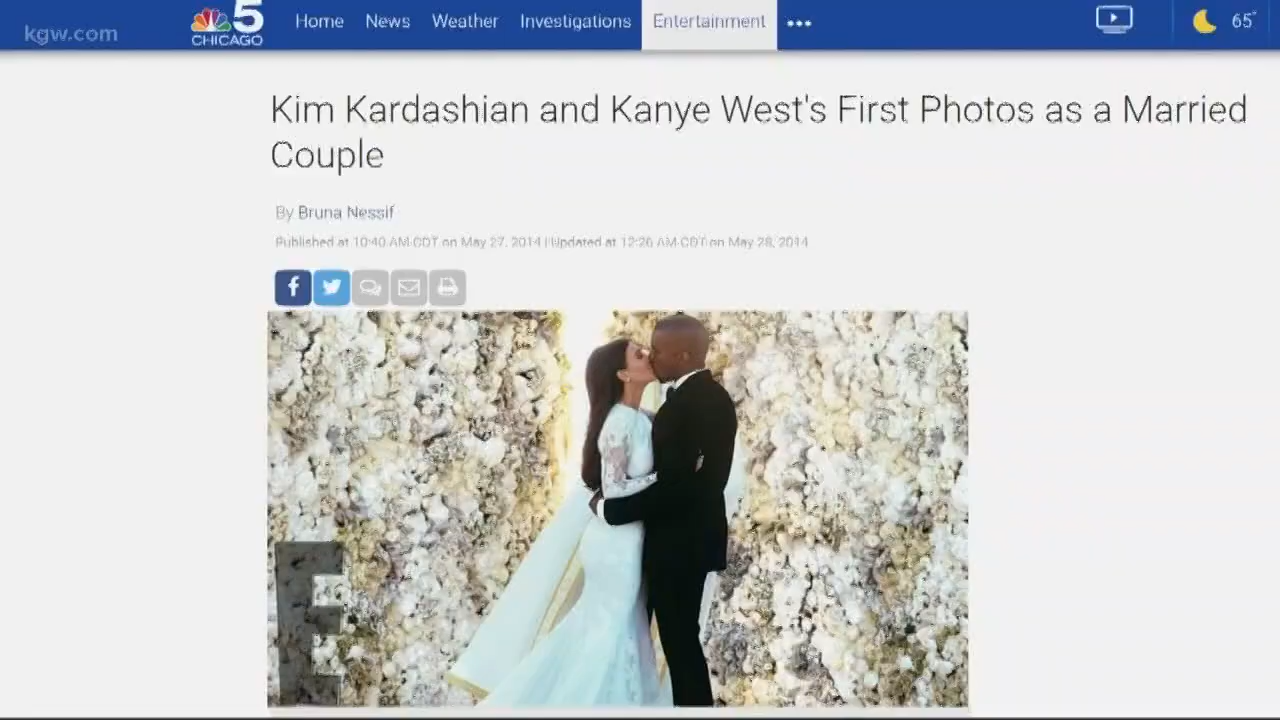 kgw.com
5
CHICAGO
Home News Weather Investigations Entertainment •••
65°
Kim Kardashian and Kanye West's First Photos as a Married
Couple
By Bruna Nessif
Published at 10:40 AM CDT on May 27, 2014 | Updated at 12:26 AM CDT on May 28, 2014
E